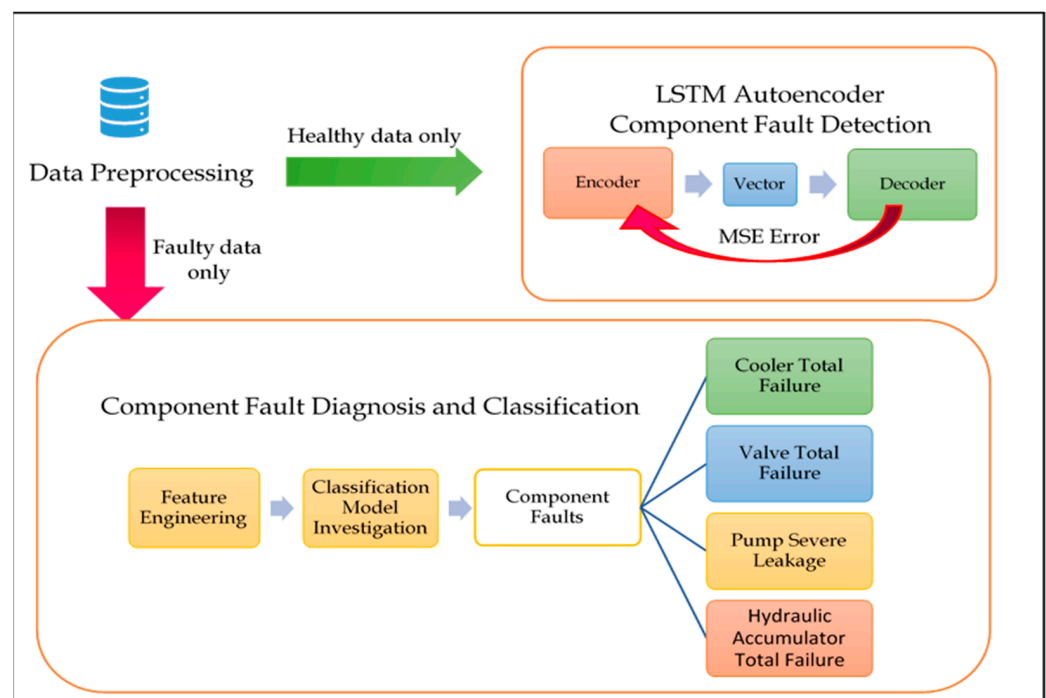 LSTM Autoencoder
Component Fault Detection
Healthy data only
Data Preprocessing
Encoder
Vector
Decoder
MSE Error
Faulty data
only
Component Fault Diagnosis and Classification
Feature
Engineering
Classification
Model
Investigation
Component
Faults
Cooler Total
Failure
Valve Total
Failure
Pump Severe
Leakage
Hydraulic
Accumulator
Total Failure